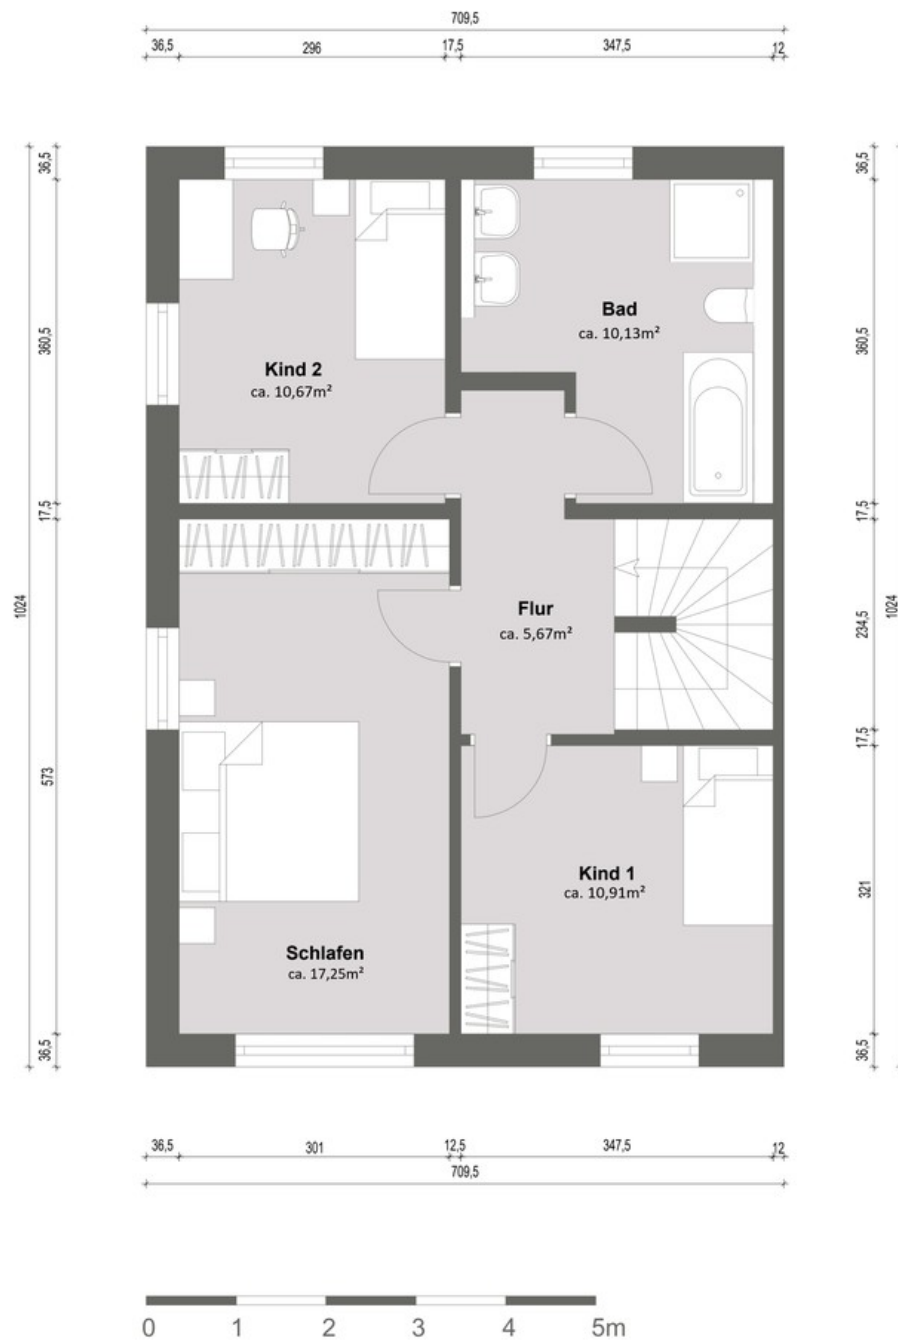 709,5
36,5 296 17,5 347,5 12
36,5
360,5
17,5
1024
573
36,5
36,5
360,5
17,5
234,5
1024
17,5
321
36,5
Bad
ca. 10,13m²
Kind 2
ca. 10,67m²
Flur
ca. 5,67m²
Kind 1
ca. 10,91m²
Schlafen
ca. 17,25m²
36,5 301 12,5 347,5 12
709,5
0 1 2 3 4 5m